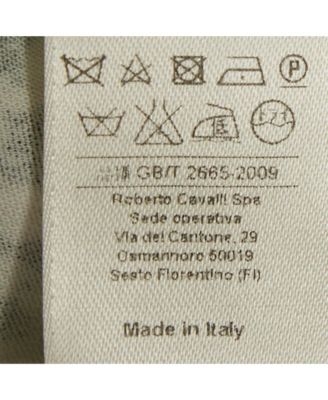 P
GB/T 2665-2009
Roberto Cavalli Spa
Sede operativa
Via del Cantone, 29
Osmannoro 50019
Sesto Fiorentino (FI)
Made in Italy